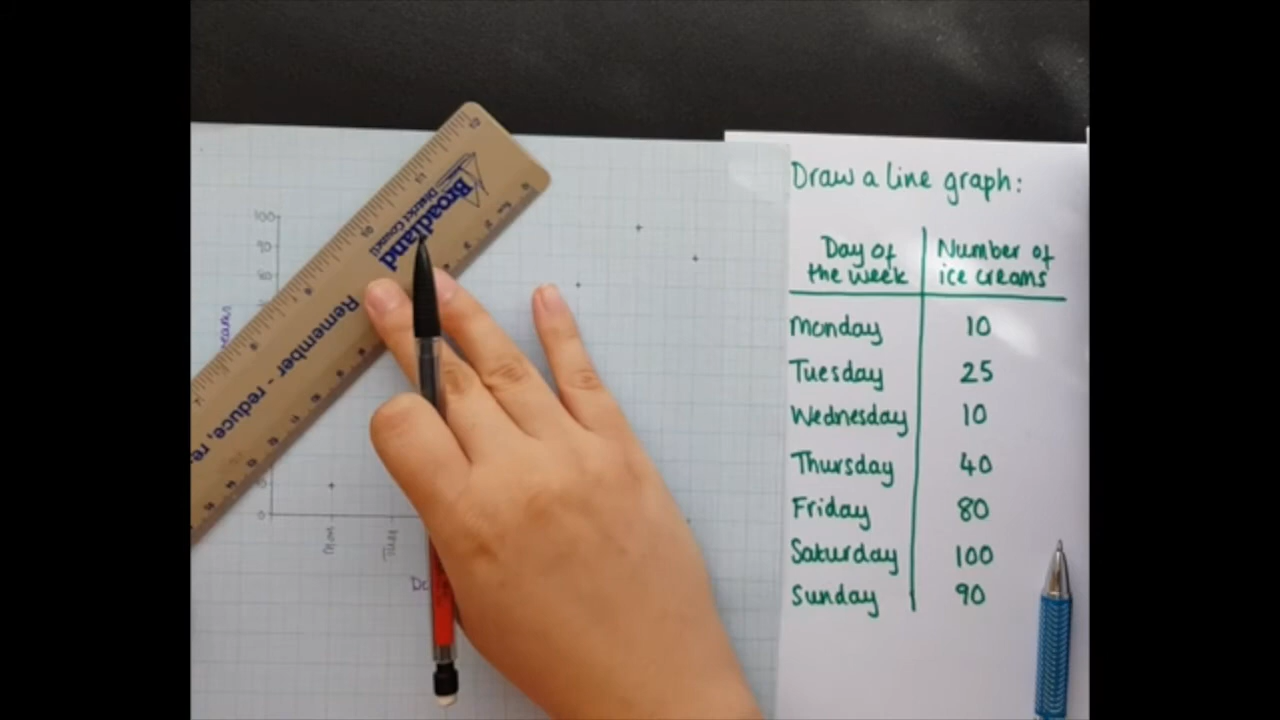 Draw a line graph:
Day of the week | Number of ice creams
Monday 10
Tuesday 25
Wednesday 10
Thursday 40
Friday 80
Saturday 100
Sunday 90
Broadland
District Council
Remember - reduce, re
100
90
80
0
Mon
Tues